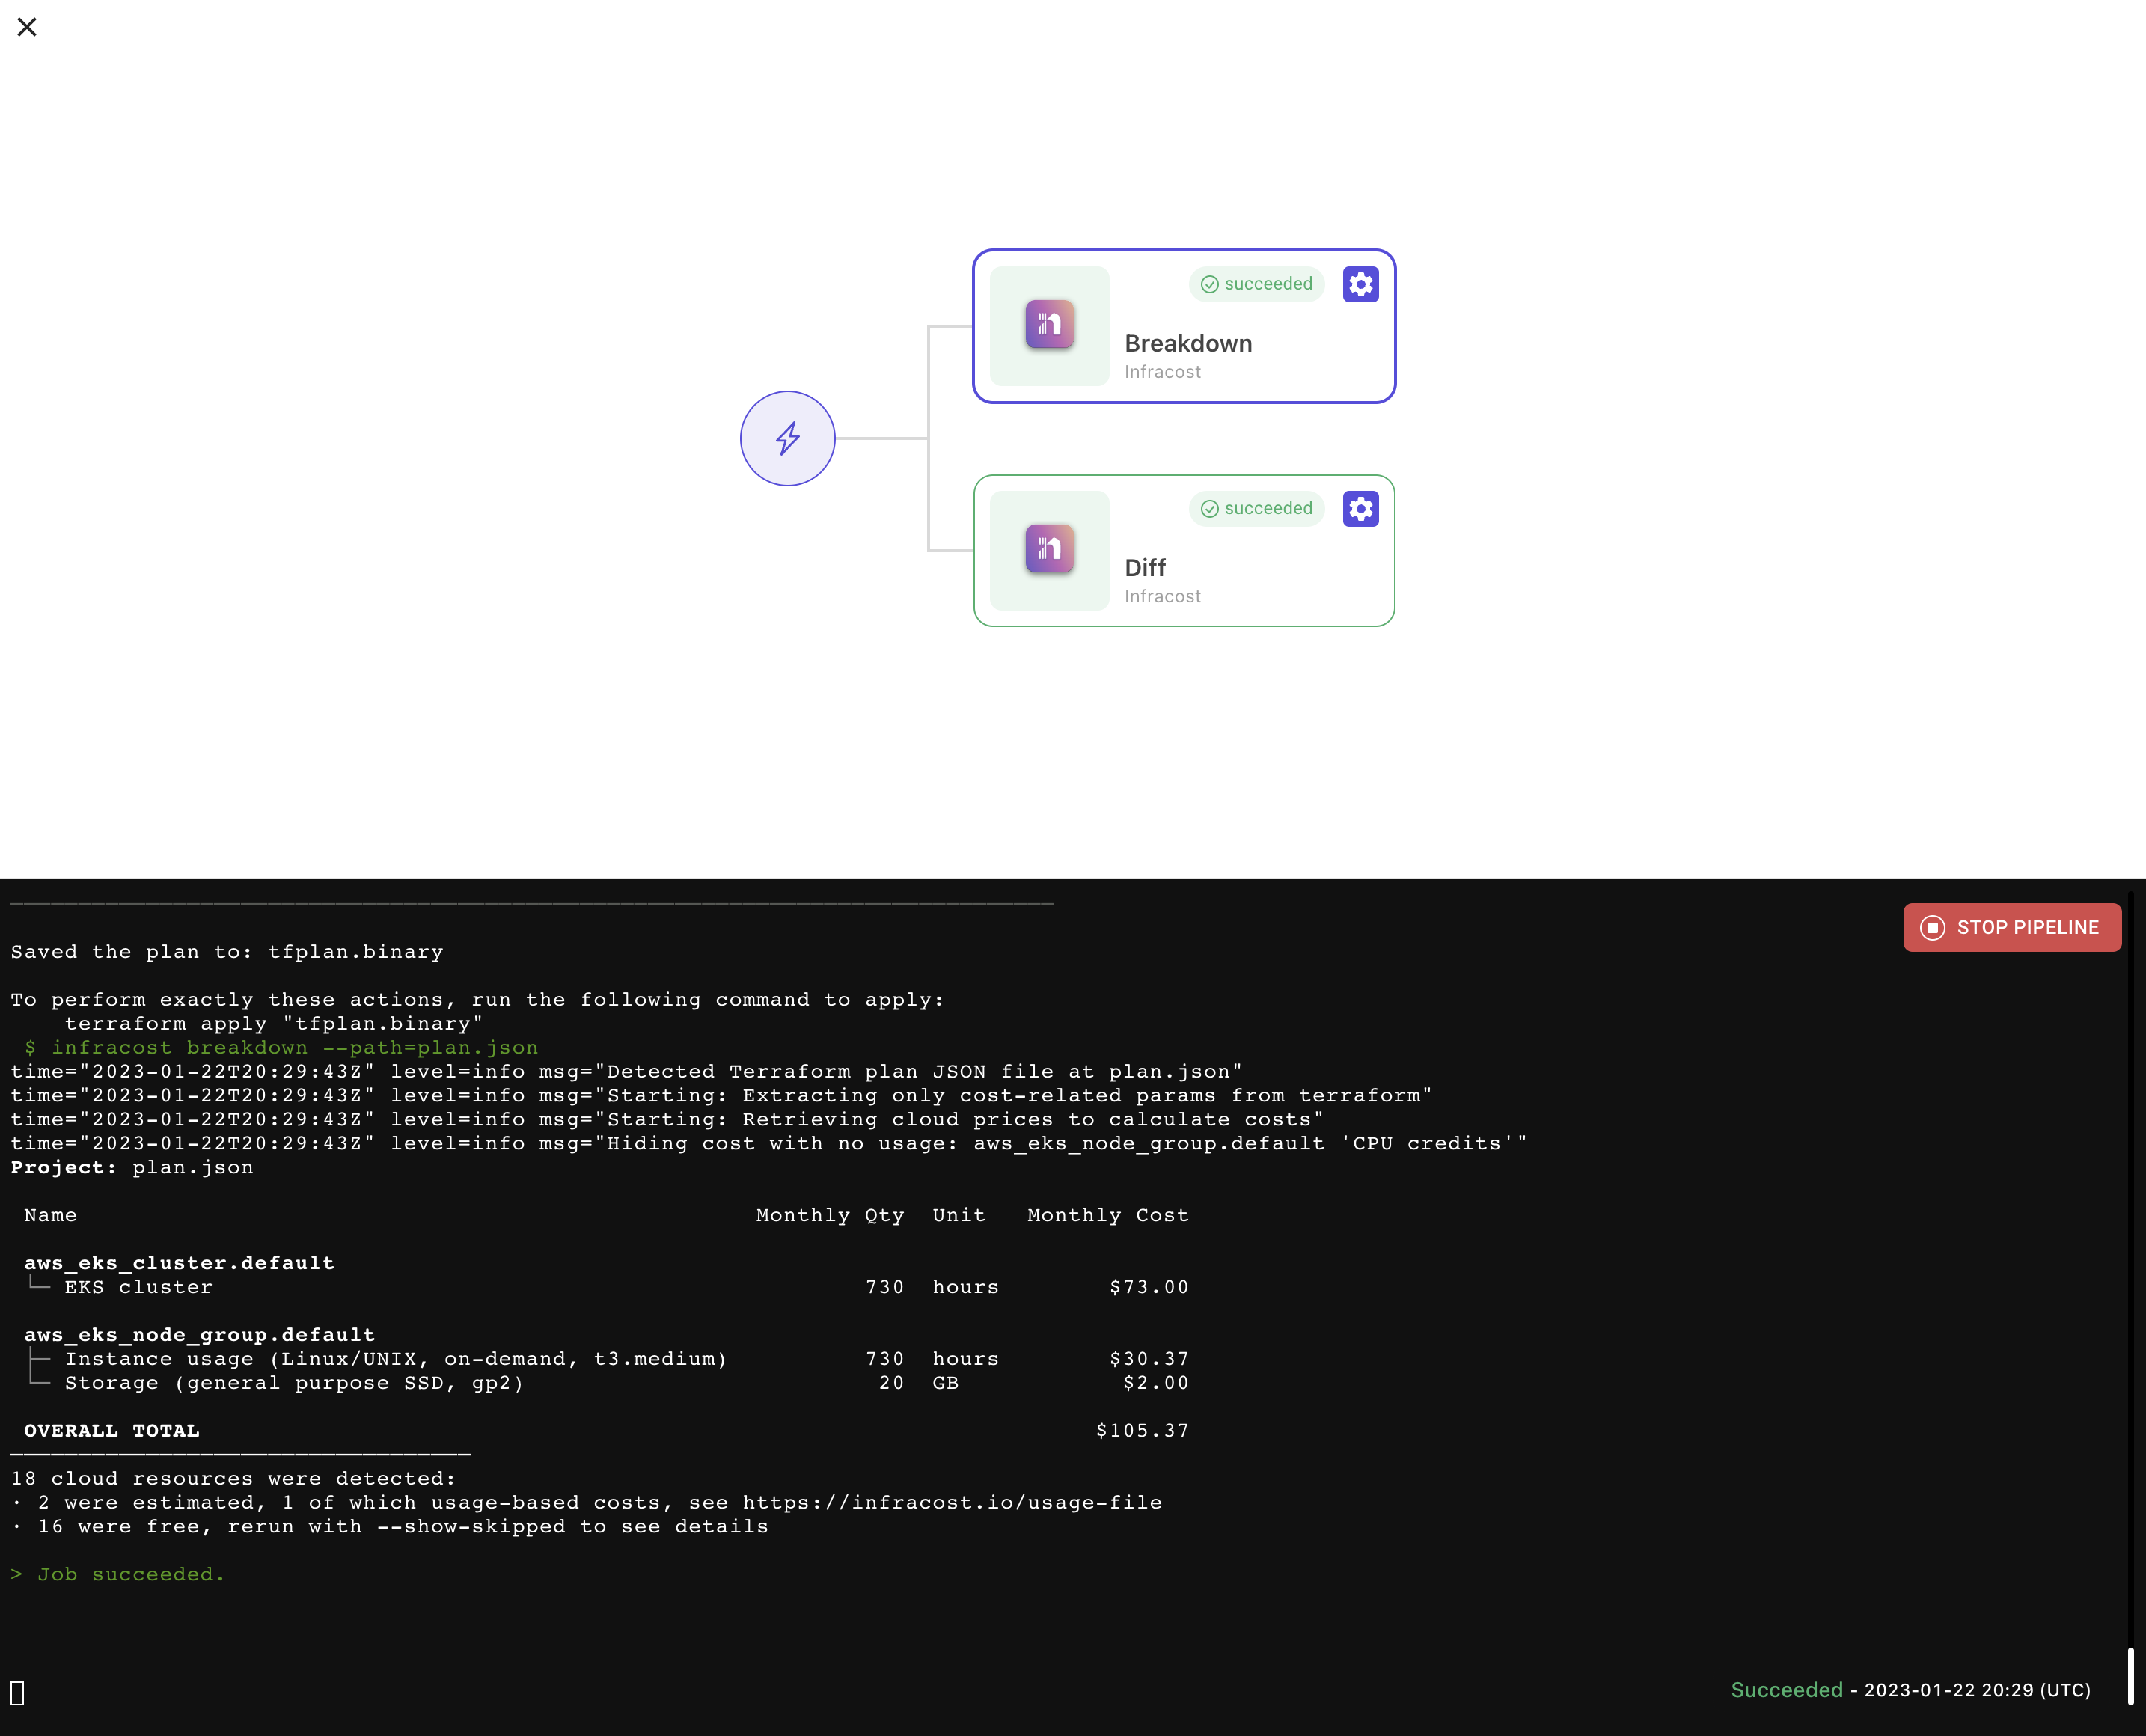 succeeded
Breakdown
Infracost
succeeded
Diff
Infracost
STOP PIPELINE
Saved the plan to: tfplan.binary
To perform exactly these actions, run the following command to apply:
    terraform apply "tfplan.binary"
 $ infracost breakdown --path=plan.json
time="2023-01-22T20:29:43Z" level=info msg="Detected Terraform plan JSON file at plan.json"
time="2023-01-22T20:29:43Z" level=info msg="Starting: Extracting only cost-related params from terraform"
time="2023-01-22T20:29:43Z" level=info msg="Starting: Retrieving cloud prices to calculate costs"
time="2023-01-22T20:29:43Z" level=info msg="Hiding cost with no usage: aws_eks_node_group.default 'CPU credits'"
Project: plan.json
Name Monthly Qty Unit Monthly Cost
aws_eks_cluster.default
└─ EKS cluster 730 hours $73.00
aws_eks_node_group.default
├─ Instance usage (Linux/UNIX, on-demand, t3.medium) 730 hours $30.37
└─ Storage (general purpose SSD, gp2) 20 GB $2.00
OVERALL TOTAL $105.37
18 cloud resources were detected:
· 2 were estimated, 1 of which usage-based costs, see https://infracost.io/usage-file
· 16 were free, rerun with --show-skipped to see details
> Job succeeded.
Succeeded - 2023-01-22 20:29 (UTC)